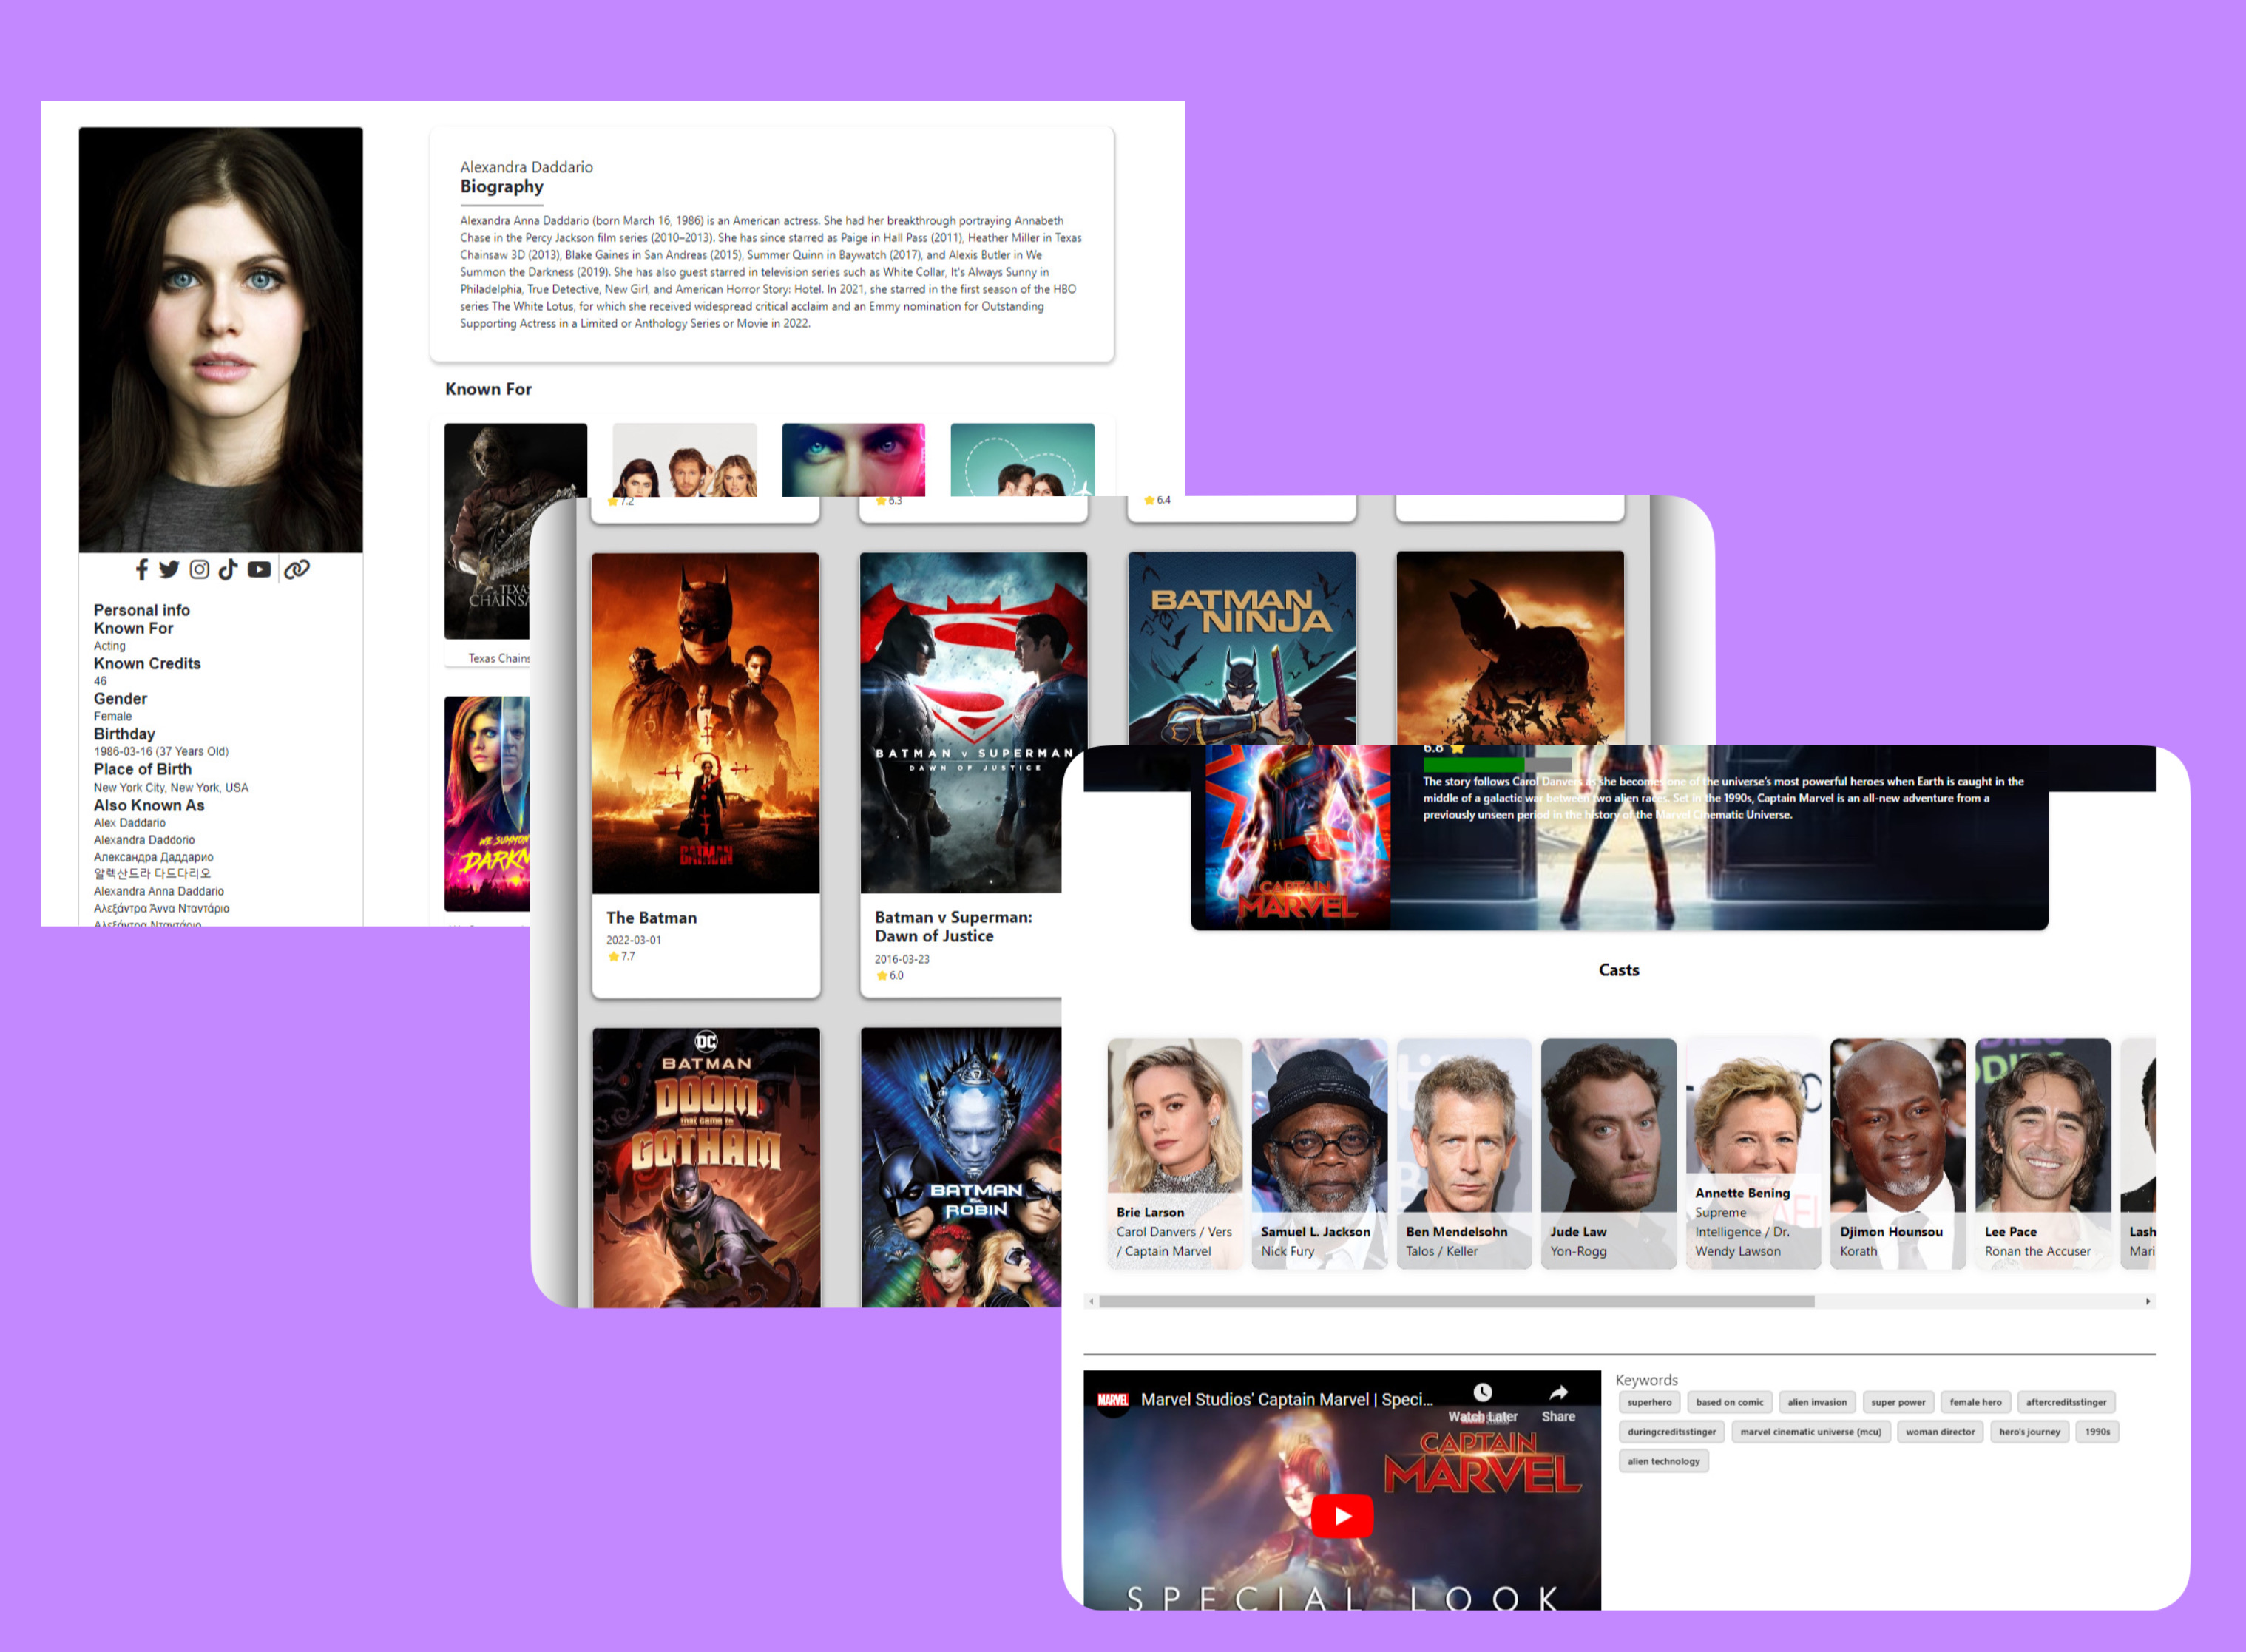 Alexandra Daddario
Biography
Alexandra Anna Daddario (born March 16, 1986) is an American actress. She had her breakthrough portraying Annabeth
Chase in the Percy Jackson film series (2010–2013). She has since starred as Paige in Hall Pass (2011), Heather Miller in Texas
Chainsaw 3D (2013), Blake Gaines in San Andreas (2015), Summer Quinn in Baywatch (2017), and Alexis Butler in We
Summon the Darkness (2019). She has also guest starred in television series such as White Collar, It's Always Sunny in
Philadelphia, True Detective, New Girl, and American Horror Story: Hotel. In 2021, she starred in the first season of the HBO
series The White Lotus, for which she received widespread critical acclaim and an Emmy nomination for Outstanding
Supporting Actress in a Limited or Anthology Series or Movie in 2022.
Known For
TEXAS
CHAINSA
Texas Chains
WE SUMMON
DARKN
Personal info
Known For
Acting
Known Credits
46
Gender
Female
Birthday
1986-03-16 (37 Years Old)
Place of Birth
New York City, New York, USA
Also Known As
Alex Daddario
Alexandra Daddorio
Александра Даддарио
알렉산드라 다드다리오
Alexandra Anna Daddario
Αλεξάντρα Άννα Νταντάριο
Αλεξάντρα Νταντάριο
7.2
6.3
6.4
BATMAN
NINJA
BATMAN v SUPERMAN
DAWN OF JUSTICE
BATMAN
The Batman
2022-03-01
7.7
Batman v Superman:
Dawn of Justice
2016-03-23
6.0
DC
BATMAN
DOOM
that came to
GOTHAM
BATMAN
&
ROBIN
6.8
The story follows Carol Danvers as she becomes one of the universe's most powerful heroes when Earth is caught in the
middle of a galactic war between two alien races. Set in the 1990s, Captain Marvel is an all-new adventure from a
previously unseen period in the history of the Marvel Cinematic Universe.
CAPTAIN
MARVEL
Casts
Brie Larson
Carol Danvers / Vers
/ Captain Marvel
Samuel L. Jackson
Nick Fury
Ben Mendelsohn
Talos / Keller
Jude Law
Yon-Rogg
Annette Bening
Supreme
Intelligence / Dr.
Wendy Lawson
Djimon Hounsou
Korath
Lee Pace
Ronan the Accuser
Lash
Mari
MARVEL
Marvel Studios' Captain Marvel | Speci...
Watch Later
Share
CAPTAIN
MARVEL
SPECIAL LOOK
Keywords
superhero
based on comic
alien invasion
super power
female hero
aftercreditsstinger
duringcreditsstinger
marvel cinematic universe (mcu)
woman director
hero's journey
1990s
alien technology